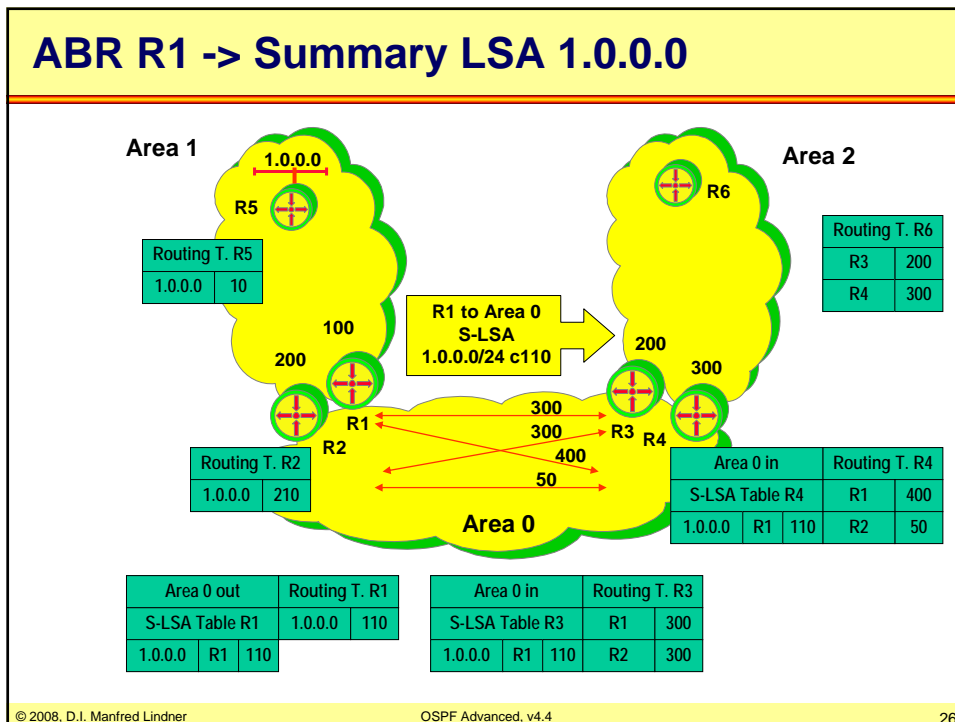 ABR R1 -> Summary LSA 1.0.0.0
Area 1
1.0.0.0
R5
Routing T. R5
1.0.0.0 10
100
200
R1
R2
Routing T. R2
1.0.0.0 210
R1 to Area 0
S-LSA
1.0.0.0/24 c110
Area 2
R6
Routing T. R6
R3 200
R4 300
200
300
R3
R4
300
300
400
50
Area 0
Area 0 in Routing T. R4
S-LSA Table R4 R1 400
1.0.0.0 R1 110 R2 50
Area 0 out Routing T. R1
S-LSA Table R1 1.0.0.0 110
1.0.0.0 R1 110
Area 0 in Routing T. R3
S-LSA Table R3 R1 300
1.0.0.0 R1 110 R2 300
© 2008, D.I. Manfred Lindner OSPF Advanced, v4.4 26